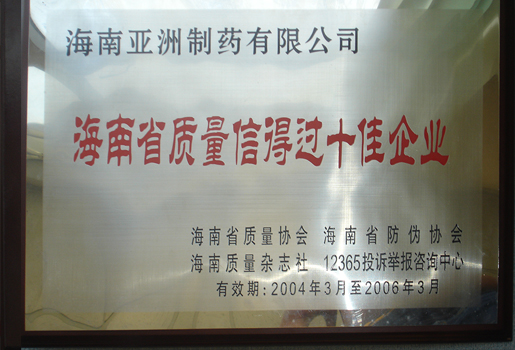 海南亚洲制药有限公司
海南省质量信得过十佳企业
海南省质量协会 海南省防伪协会
海南质量杂志社 12365投诉举报咨询中心
有效期:2004年3月至2006年3月